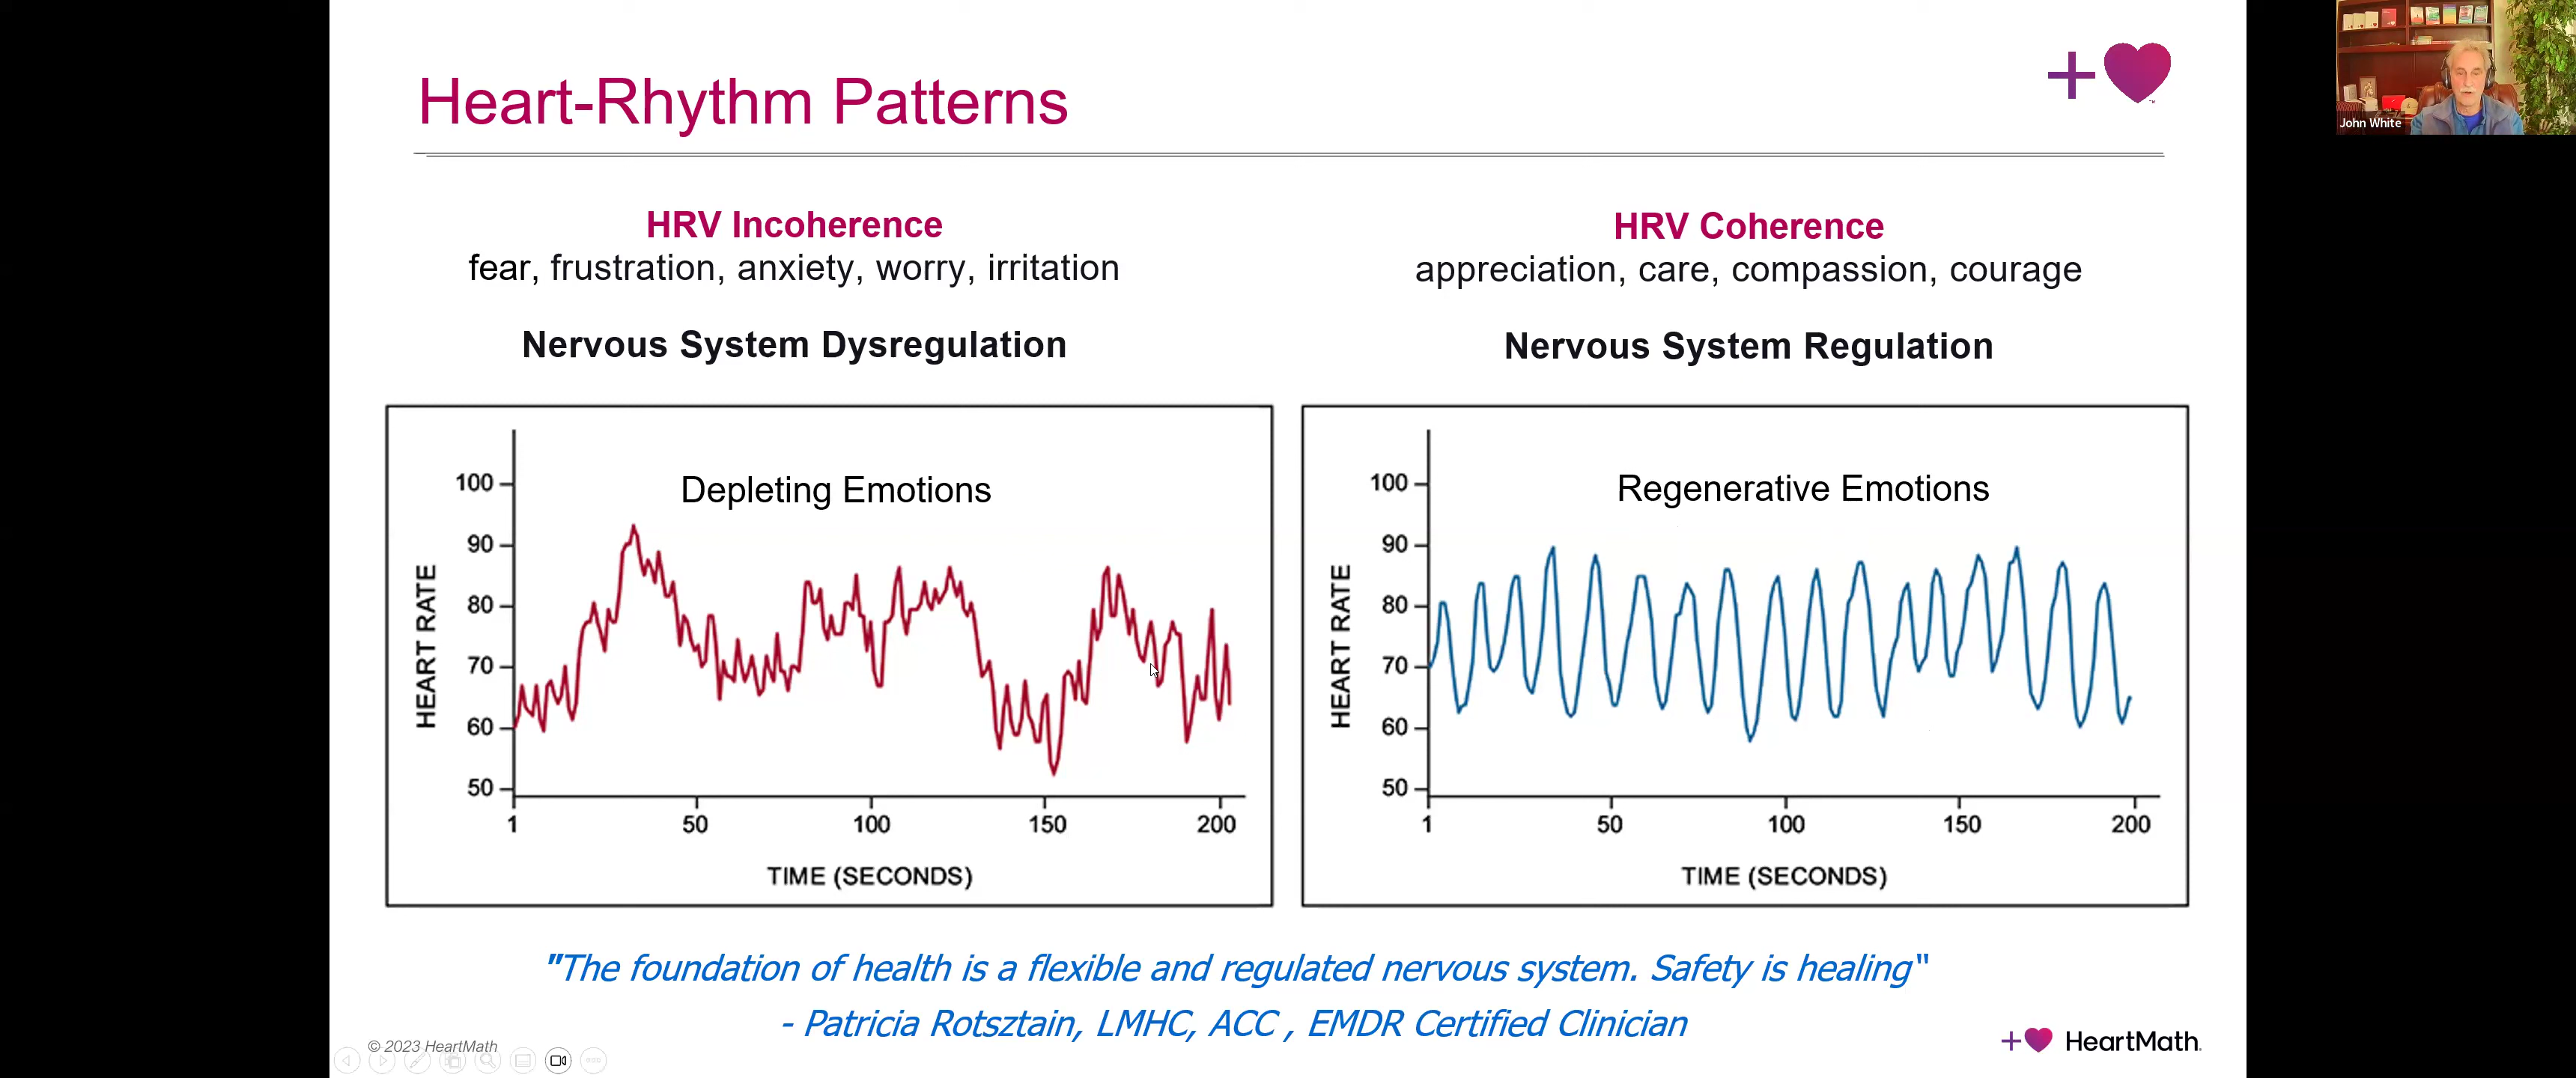 Heart-Rhythm Patterns
John White
HRV Incoherence
fear, frustration, anxiety, worry, irritation
Nervous System Dysregulation
HRV Coherence
appreciation, care, compassion, courage
Nervous System Regulation
Depleting Emotions
HEART RATE
100
90
80
70
60
50
1 50 100 150 200
TIME (SECONDS)
Regenerative Emotions
HEART RATE
100
90
80
70
60
50
1 50 100 150 200
TIME (SECONDS)
"The foundation of health is a flexible and regulated nervous system. Safety is healing"
- Patricia Rotsztain, LMHC, ACC , EMDR Certified Clinician
© 2023 HeartMath
HeartMath.